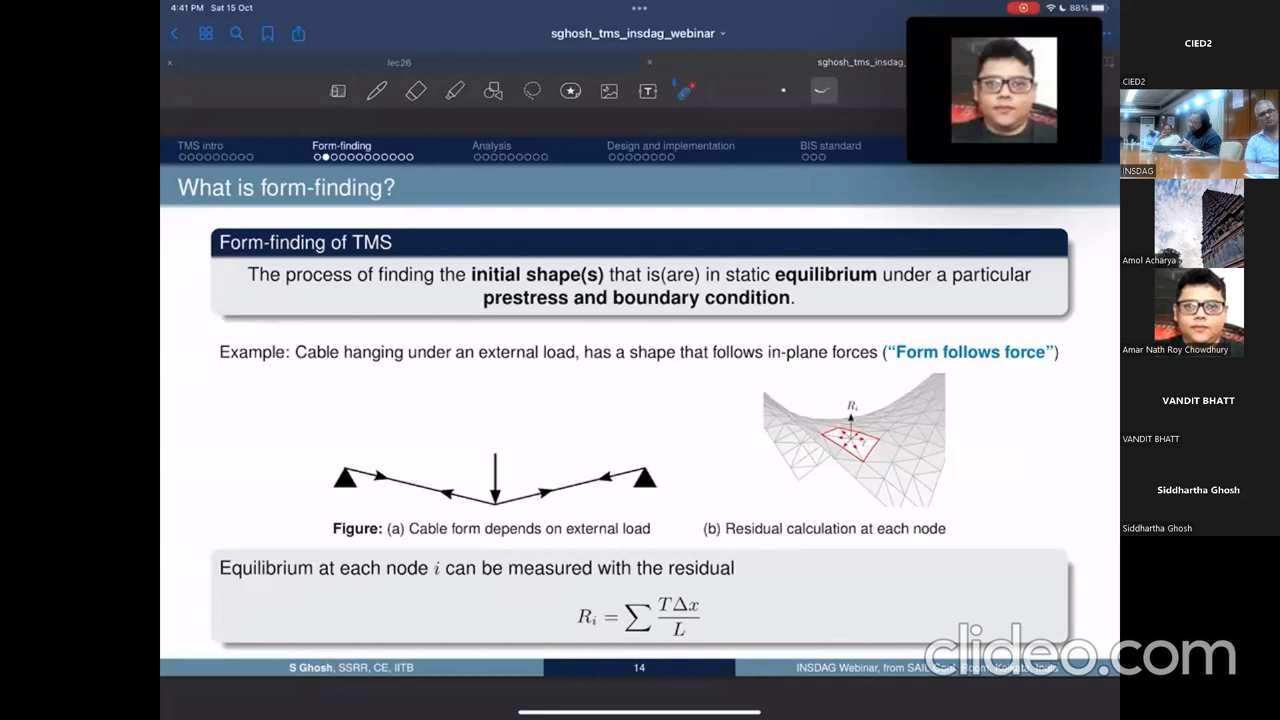 4:41 PM Sat 15 Oct
88%
sghosh_tms_insdag_webinar
lec26
sghosh_tms_insdag_
TMS intro
Form-finding
Analysis
Design and implementation
BIS standard
What is form-finding?
Form-finding of TMS
The process of finding the initial shape(s) that is(are) in static equilibrium under a particular
prestress and boundary condition.
Example: Cable hanging under an external load, has a shape that follows in-plane forces (“Form follows force”)
R_i
Figure: (a) Cable form depends on external load
(b) Residual calculation at each node
Equilibrium at each node i can be measured with the residual
R_i = ∑ TΔx / L
S Ghosh, SSRR, CE, IITB
14
INSDAG Webinar, from SAIL
clideo.com
CIED2
CIED2
INSDAG
Amol Acharya
Amar Nath Roy Chowdhury
VANDIT BHATT
VANDIT BHATT
Siddhartha Ghosh
Siddhartha Ghosh